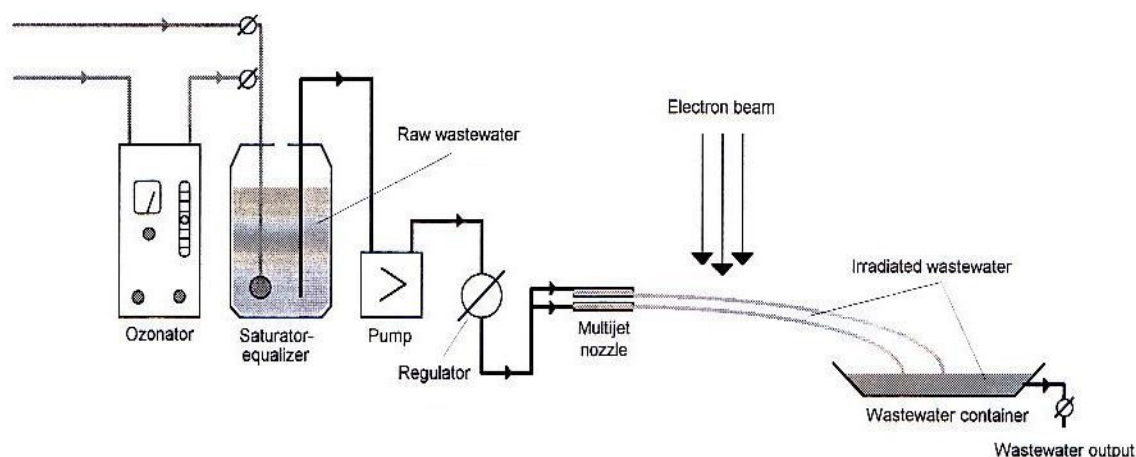 Electron beam
Raw wastewater
Irradiated wastewater
Ozonator
Saturator-
equalizer
Pump
Regulator
Multijet
nozzle
Wastewater container
Wastewater output